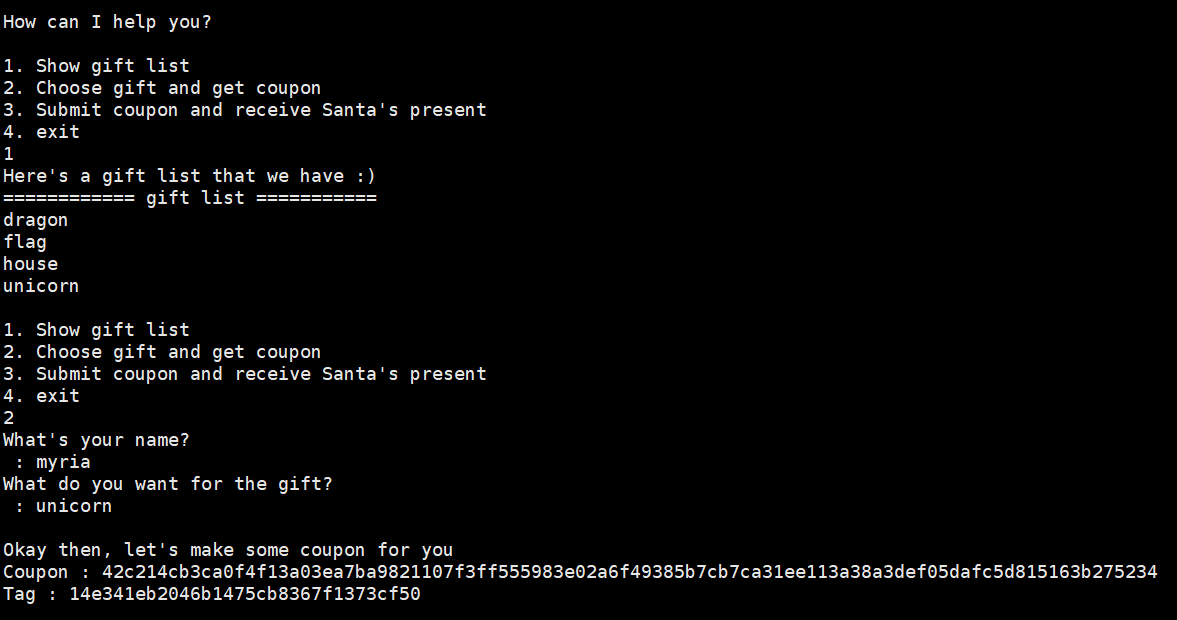 How can I help you?
1. Show gift list
2. Choose gift and get coupon
3. Submit coupon and receive Santa's present
4. exit
1
Here's a gift list that we have :)
============ gift list ===========
dragon
flag
house
unicorn
1. Show gift list
2. Choose gift and get coupon
3. Submit coupon and receive Santa's present
4. exit
2
What's your name?
: myria
What do you want for the gift?
: unicorn
Okay then, let's make some coupon for you
Coupon : 42c214cb3ca0f4f13a03ea7ba9821107f3ff555983e02a6f49385b7cb7ca31ee113a38a3def05dafc5d815163b275234
Tag : 14e341eb2046b1475cb8367f1373cf50